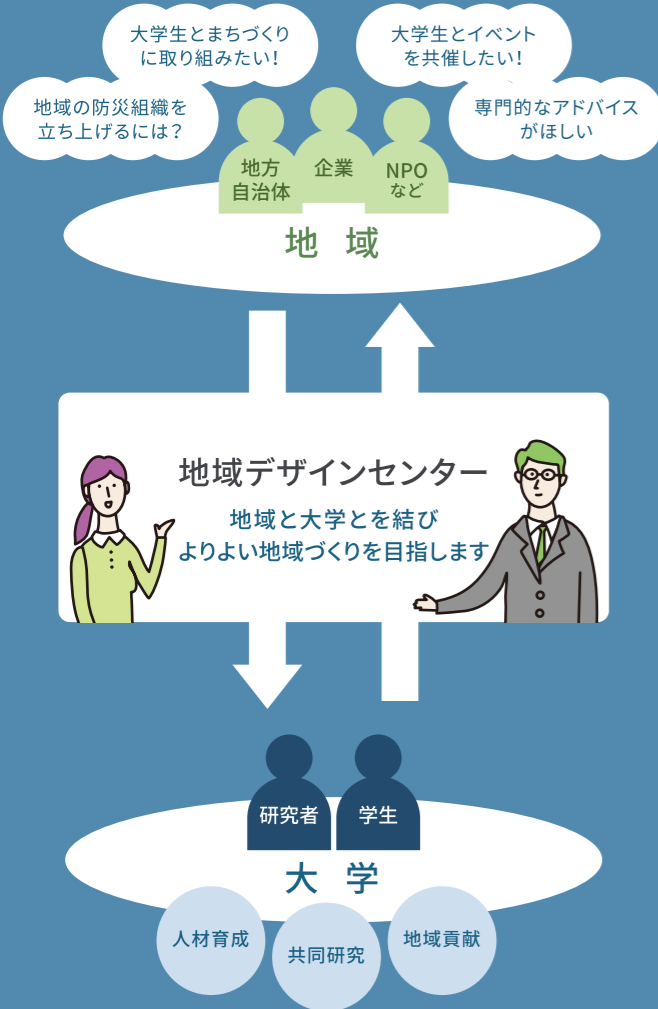 大学生とまちづくり
に取り組みたい！
大学生とイベント
を共催したい！
地域の防災組織を
立ち上げるには？
専門的なアドバイス
がほしい
地方
自治体
企業
NPO
など
地 域
地域デザインセンター
地域と大学とを結び
よりよい地域づくりを目指します
研究者
学生
大 学
人材育成
共同研究
地域貢献